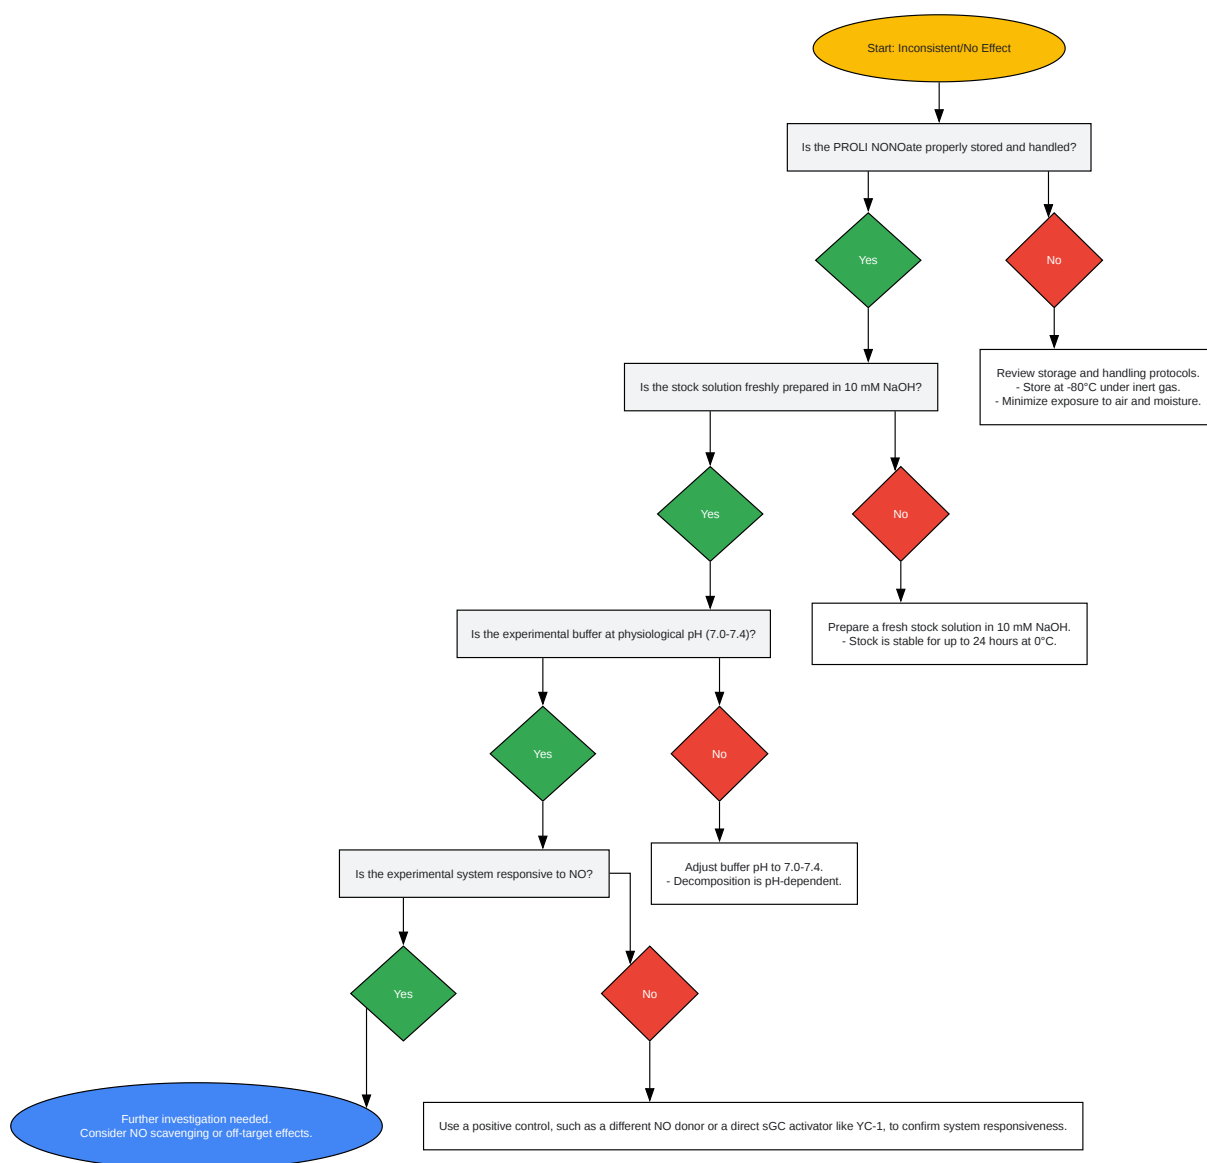 Start: Inconsistent/No Effect
Is the PROLI NONOate properly stored and handled?
Yes
No
Review storage and handling protocols.
- Store at -80°C under inert gas.
- Minimize exposure to air and moisture.
Is the stock solution freshly prepared in 10 mM NaOH?
Yes
No
Prepare a fresh stock solution in 10 mM NaOH.
- Stock is stable for up to 24 hours at 0°C.
Is the experimental buffer at physiological pH (7.0-7.4)?
Yes
No
Adjust buffer pH to 7.0-7.4.
- Decomposition is pH-dependent.
Is the experimental system responsive to NO?
Yes
No
Further investigation needed.
Consider NO scavenging or off-target effects.
Use a positive control, such as a different NO donor or a direct sGC activator like YC-1, to confirm system responsiveness.